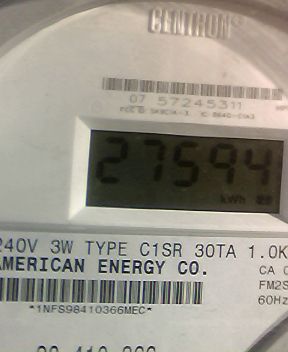 CENTRON®
07 57245311
27594
kWh
240V 3W TYPE C1SR 30TA 1.0K
AMERICAN ENERGY CO.
CA 0
FM2S
60Hz
*1NFS98410366MEC*